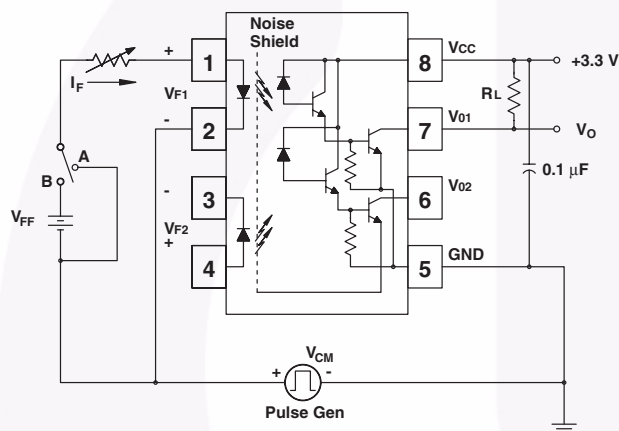 Noise
Shield
+
1
8
VCC
+3.3 V
IF
VF1
RL
-
2
7
V01
VO
A
B
0.1 µF
-
3
6
V02
VFF
VF2
+
4
5
GND
VCM
+
-
Pulse Gen